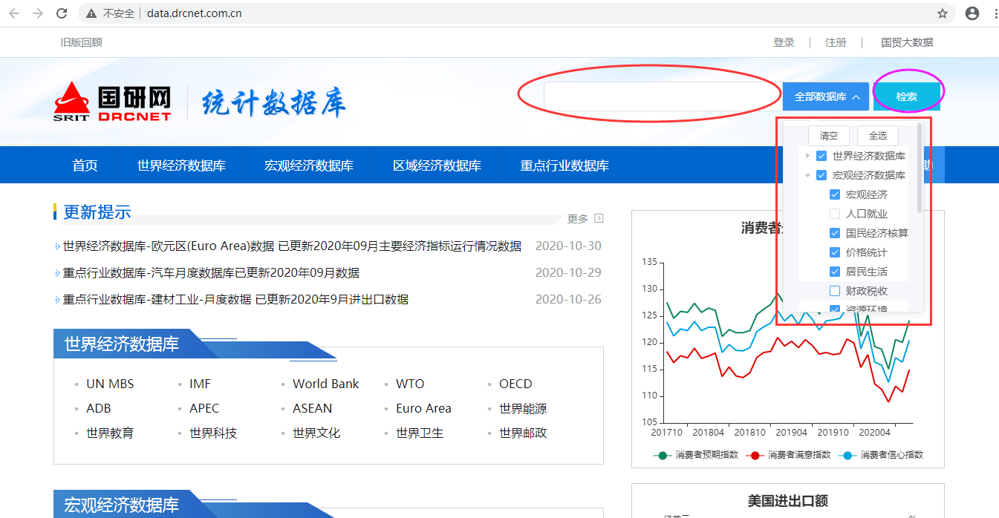 不安全 data.drcnet.com.cn
旧版回顾 登录 | 注册 | 国贸大数据
国研网
SRIT DRCNET
统计数据库
全部数据库 检索
清空 全选
世界经济数据库
宏观经济数据库
宏观经济
人口就业
国民经济核算
价格统计
居民生活
财政税收
资源环境
首页 世界经济数据库 宏观经济数据库 区域经济数据库 重点行业数据库 助
更新提示 更多
世界经济数据库-欧元区(Euro Area)数据 已更新2020年09月主要经济指标运行情况数据 2020-10-30
重点行业数据库-汽车月度数据库已更新2020年09月数据 2020-10-29
重点行业数据库-建材工业-月度数据 已更新2020年9月进出口数据 2020-10-26
世界经济数据库
UN MBS IMF World Bank WTO OECD
ADB APEC ASEAN Euro Area 世界能源
世界教育 世界科技 世界文化 世界卫生 世界邮政
宏观经济数据库
消费者
135
130
125
120
115
110
105
201710 201804 201810 201904 201910 202004
消费者预期指数 消费者满意指数 消费者信心指数
美国进出口额
亿美元 %